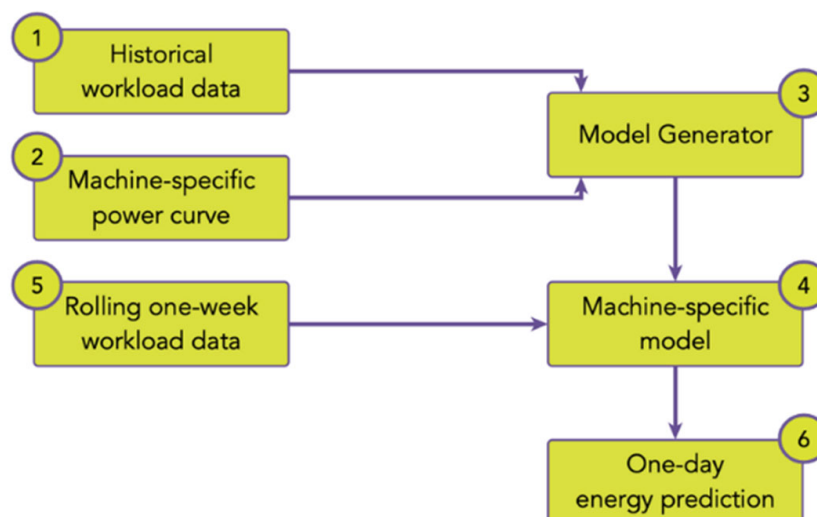 1
Historical
workload data
2
Machine-specific
power curve
3
Model Generator
5
Rolling one-week
workload data
4
Machine-specific
model
6
One-day
energy prediction